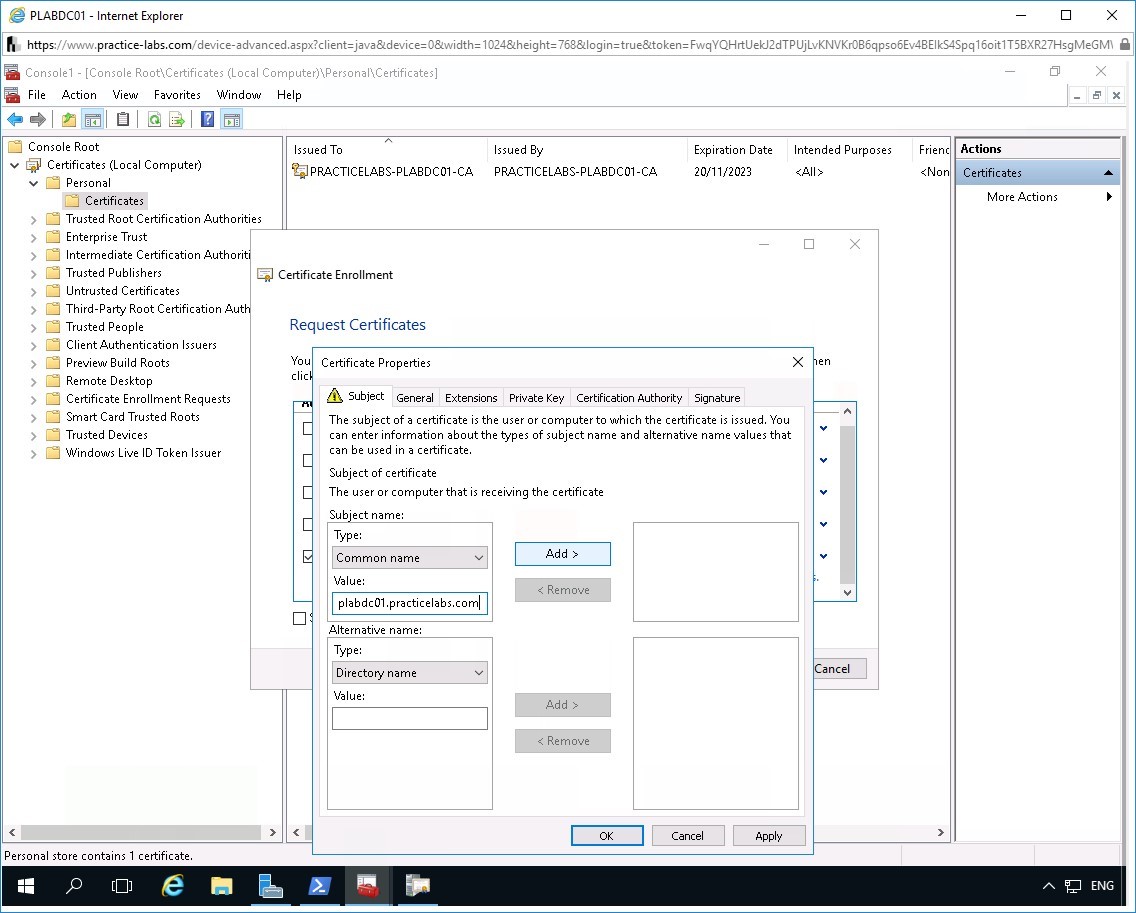 PLABDC01 - Internet Explorer
https://www.practice-labs.com/device-advanced.aspx?client=java&device=0&width=1024&height=768&login=true&token=
Console1 - [Console Root\Certificates (Local Computer)\Personal\Certificates]
File Action View Favorites Window Help
Console Root
Certificates (Local Computer)
Personal
Certificates
Trusted Root Certification Authorities
Enterprise Trust
Intermediate Certification Authoriti
Trusted Publishers
Untrusted Certificates
Third-Party Root Certification Auth
Trusted People
Client Authentication Issuers
Preview Build Roots
Remote Desktop
Certificate Enrollment Requests
Smart Card Trusted Roots
Trusted Devices
Windows Live ID Token Issuer
Issued To Issued By Expiration Date Intended Purposes Frienc
PRACTICELABS-PLABDC01-CA PRACTICELABS-PLABDC01-CA 20/11/2023 <All> <Non
Actions
Certificates
More Actions
Certificate Enrollment
Request Certificates
You
click
Cancel
Certificate Properties
Subject General Extensions Private Key Certification Authority Signature
The subject of a certificate is the user or computer to which the certificate is issued. You
can enter information about the types of subject name and alternative name values that
can be used in a certificate.
Subject of certificate
The user or computer that is receiving the certificate
Subject name:
Type:
Common name
Value:
plabdc01.practicelabs.com
Add >
< Remove
Alternative name:
Type:
Directory name
Value:
Add >
< Remove
OK Cancel Apply
Personal store contains 1 certificate.
ENG